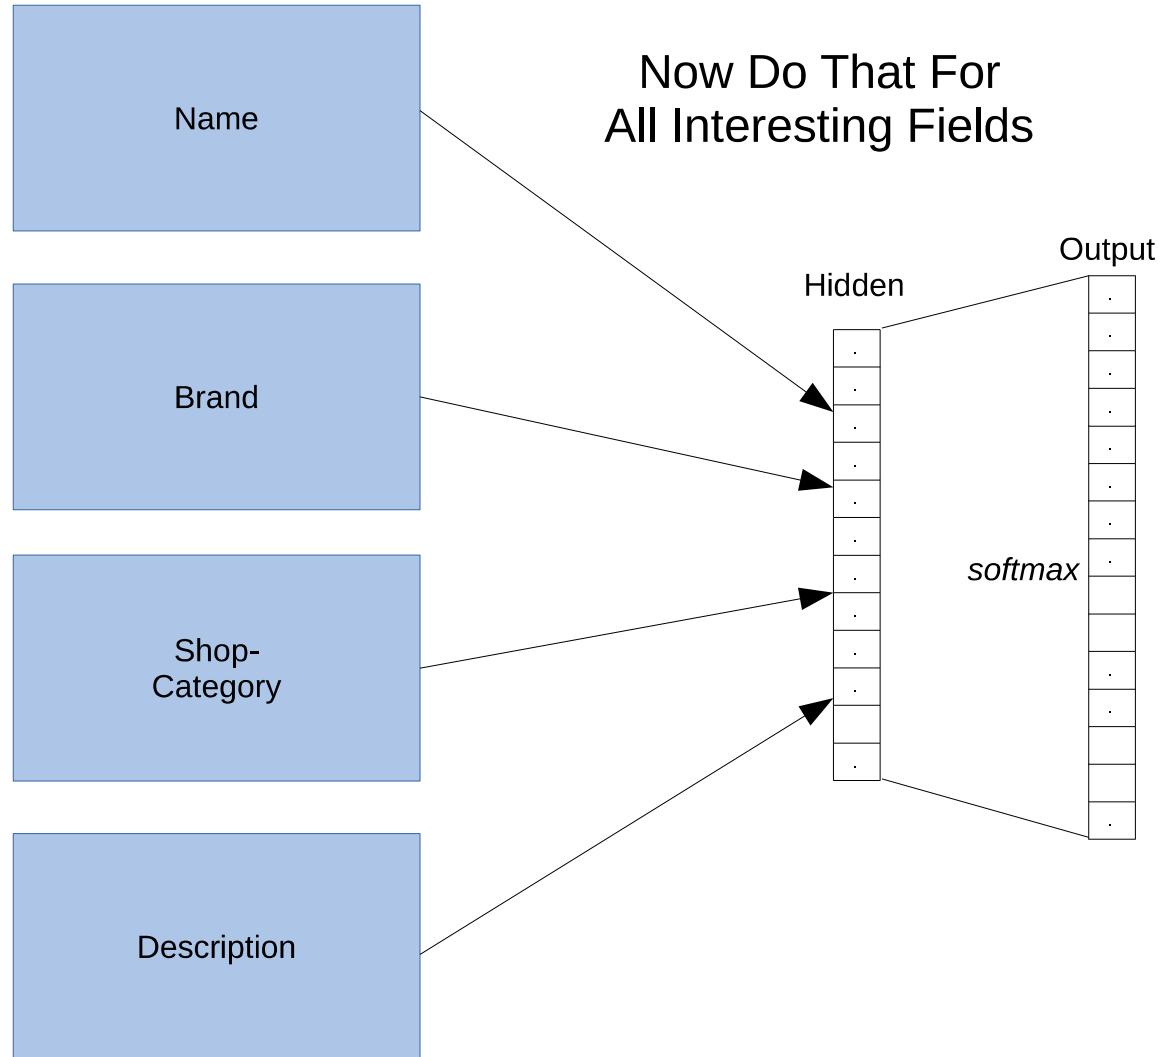 Now Do That For
All Interesting Fields
Name
Brand
Shop-
Category
Description
Hidden
Output
softmax